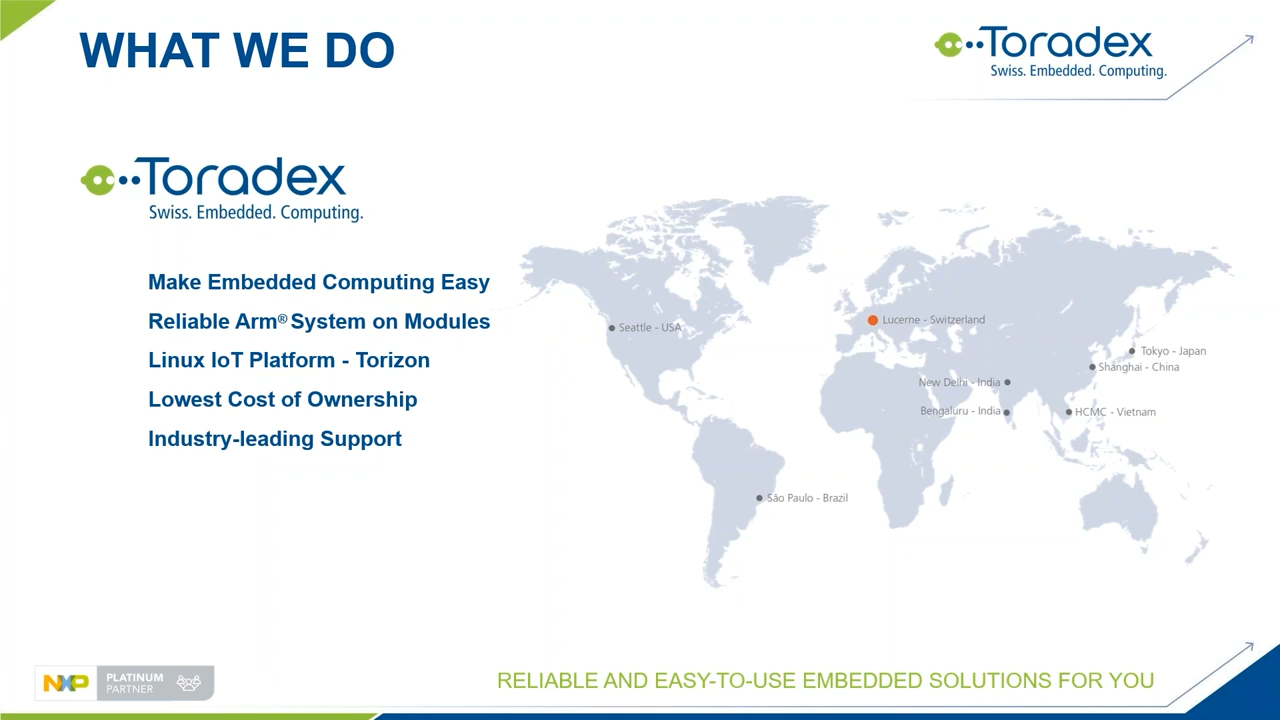 WHAT WE DO
Toradex
Swiss. Embedded. Computing.
Toradex
Swiss. Embedded. Computing.
Make Embedded Computing Easy
Reliable Arm® System on Modules
Linux IoT Platform - Torizon
Lowest Cost of Ownership
Industry-leading Support
Seattle - USA
Lucerne - Switzerland
Tokyo - Japan
Shanghai - China
New Delhi - India
Bengaluru - India
HCMC - Vietnam
São Paulo - Brazil
NXP
PLATINUM
PARTNER
RELIABLE AND EASY-TO-USE EMBEDDED SOLUTIONS FOR YOU